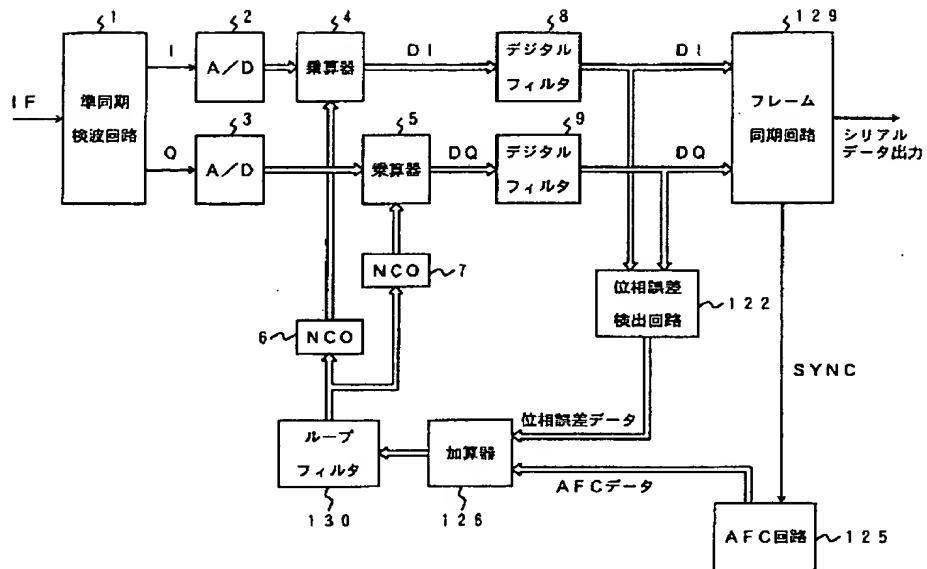 1
2
4
8
129
IF
準同期
検波回路
I
A/D
乗算器
DI
デジタル
フィルタ
DI
フレーム
同期回路
シリアル
データ出力
3
5
9
Q
A/D
乗算器
DQ
デジタル
フィルタ
DQ
NCO
7
位相誤差
検出回路
122
6
NCO
SYNC
位相誤差データ
ループ
フィルタ
加算器
AFCデータ
130
126
AFC回路
125